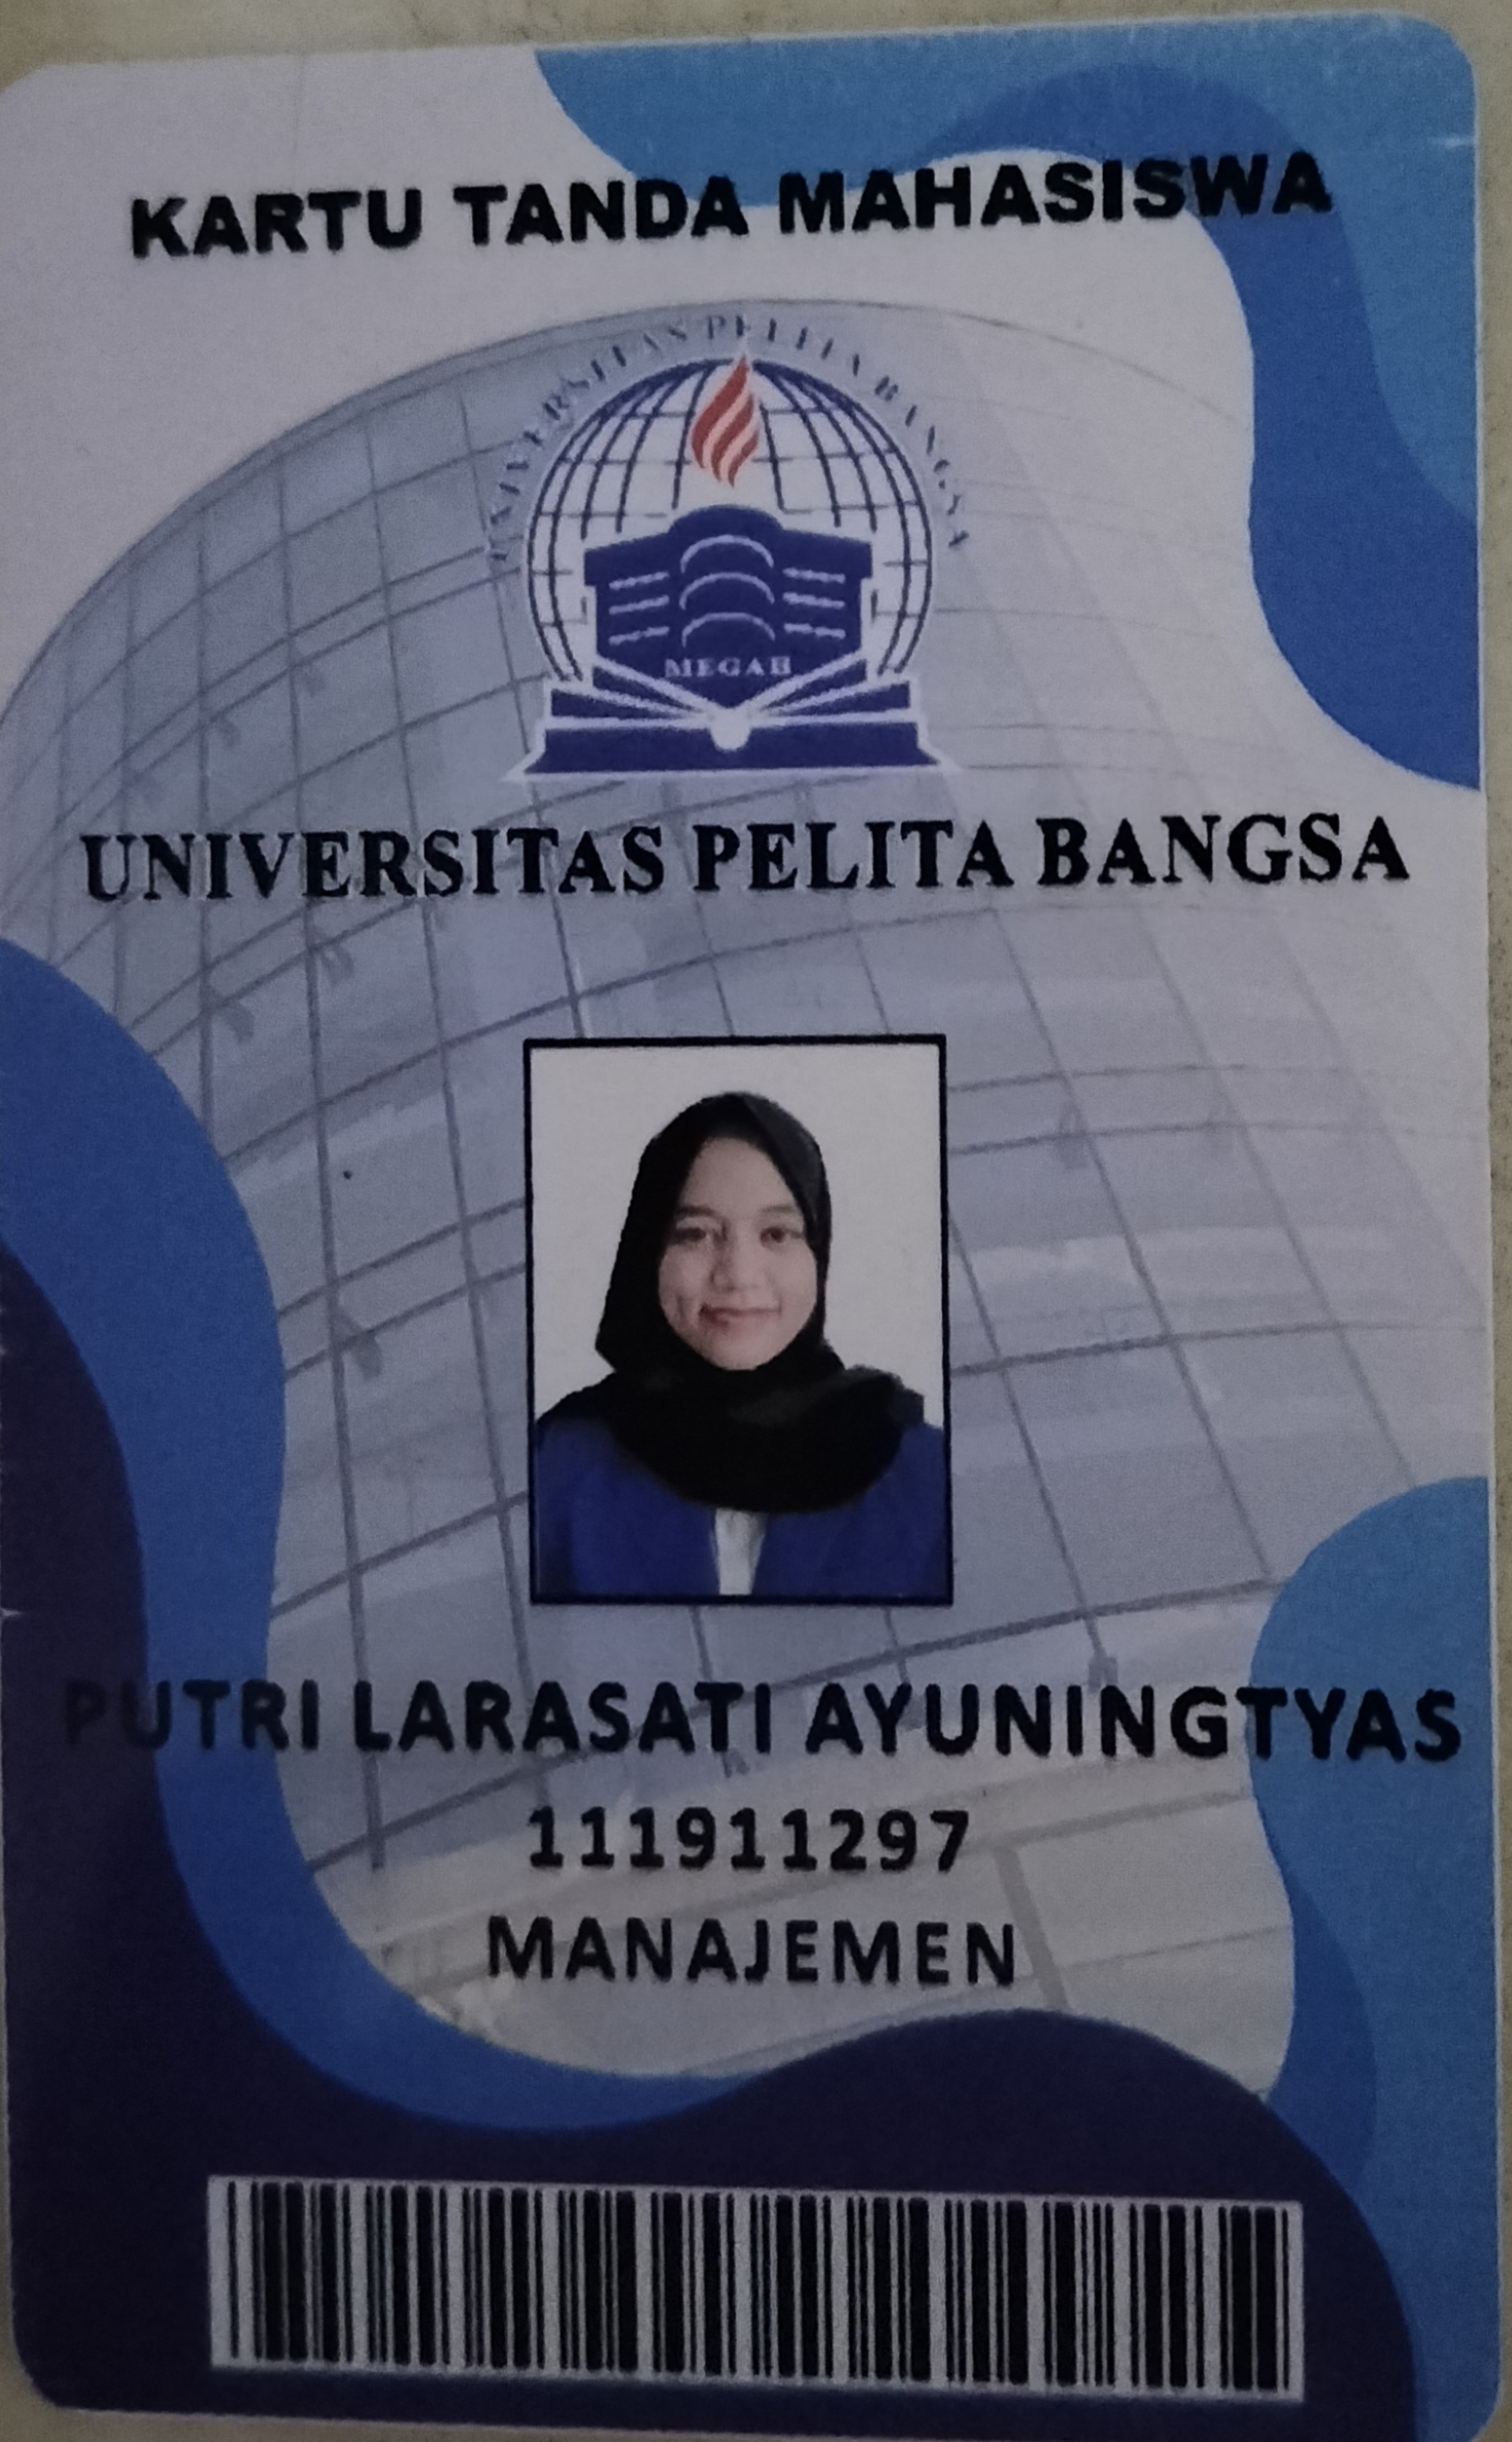 KARTU TANDA MAHASISWA
UNIVERSITAS PELITA BANGSA
MEGAH
UNIVERSITAS PELITA BANGSA
PUTRI LARASATI AYUNINGTYAS
111911297
MANAJEMEN